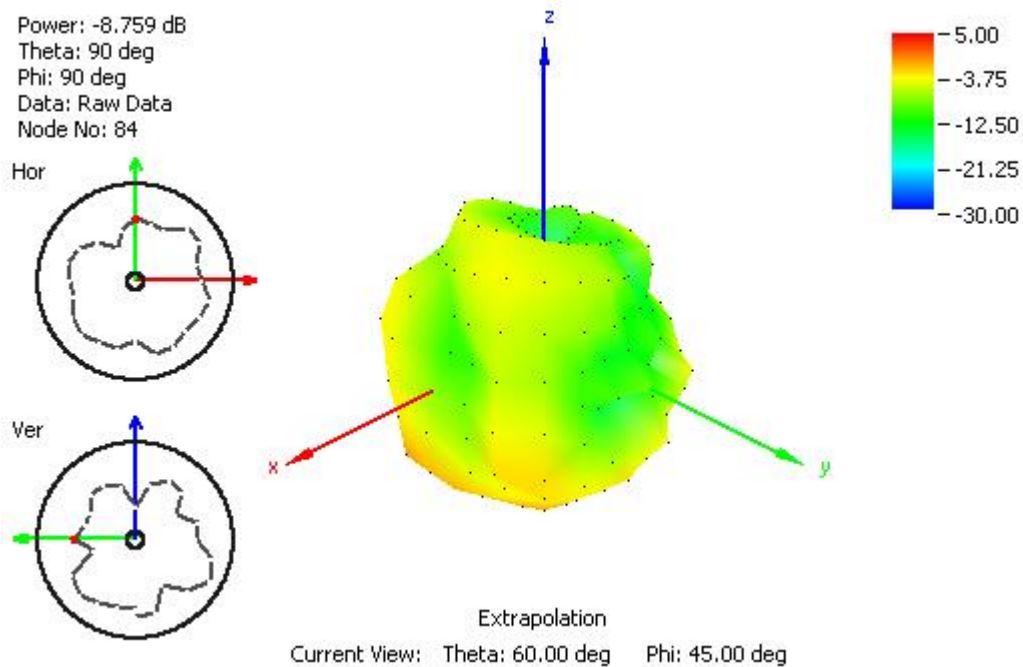 Power: -8.759 dB
Theta: 90 deg
Phi: 90 deg
Data: Raw Data
Node No: 84
Hor
Ver
z
x
y
5.00
-3.75
-12.50
-21.25
-30.00
Extrapolation
Current View: Theta: 60.00 deg Phi: 45.00 deg